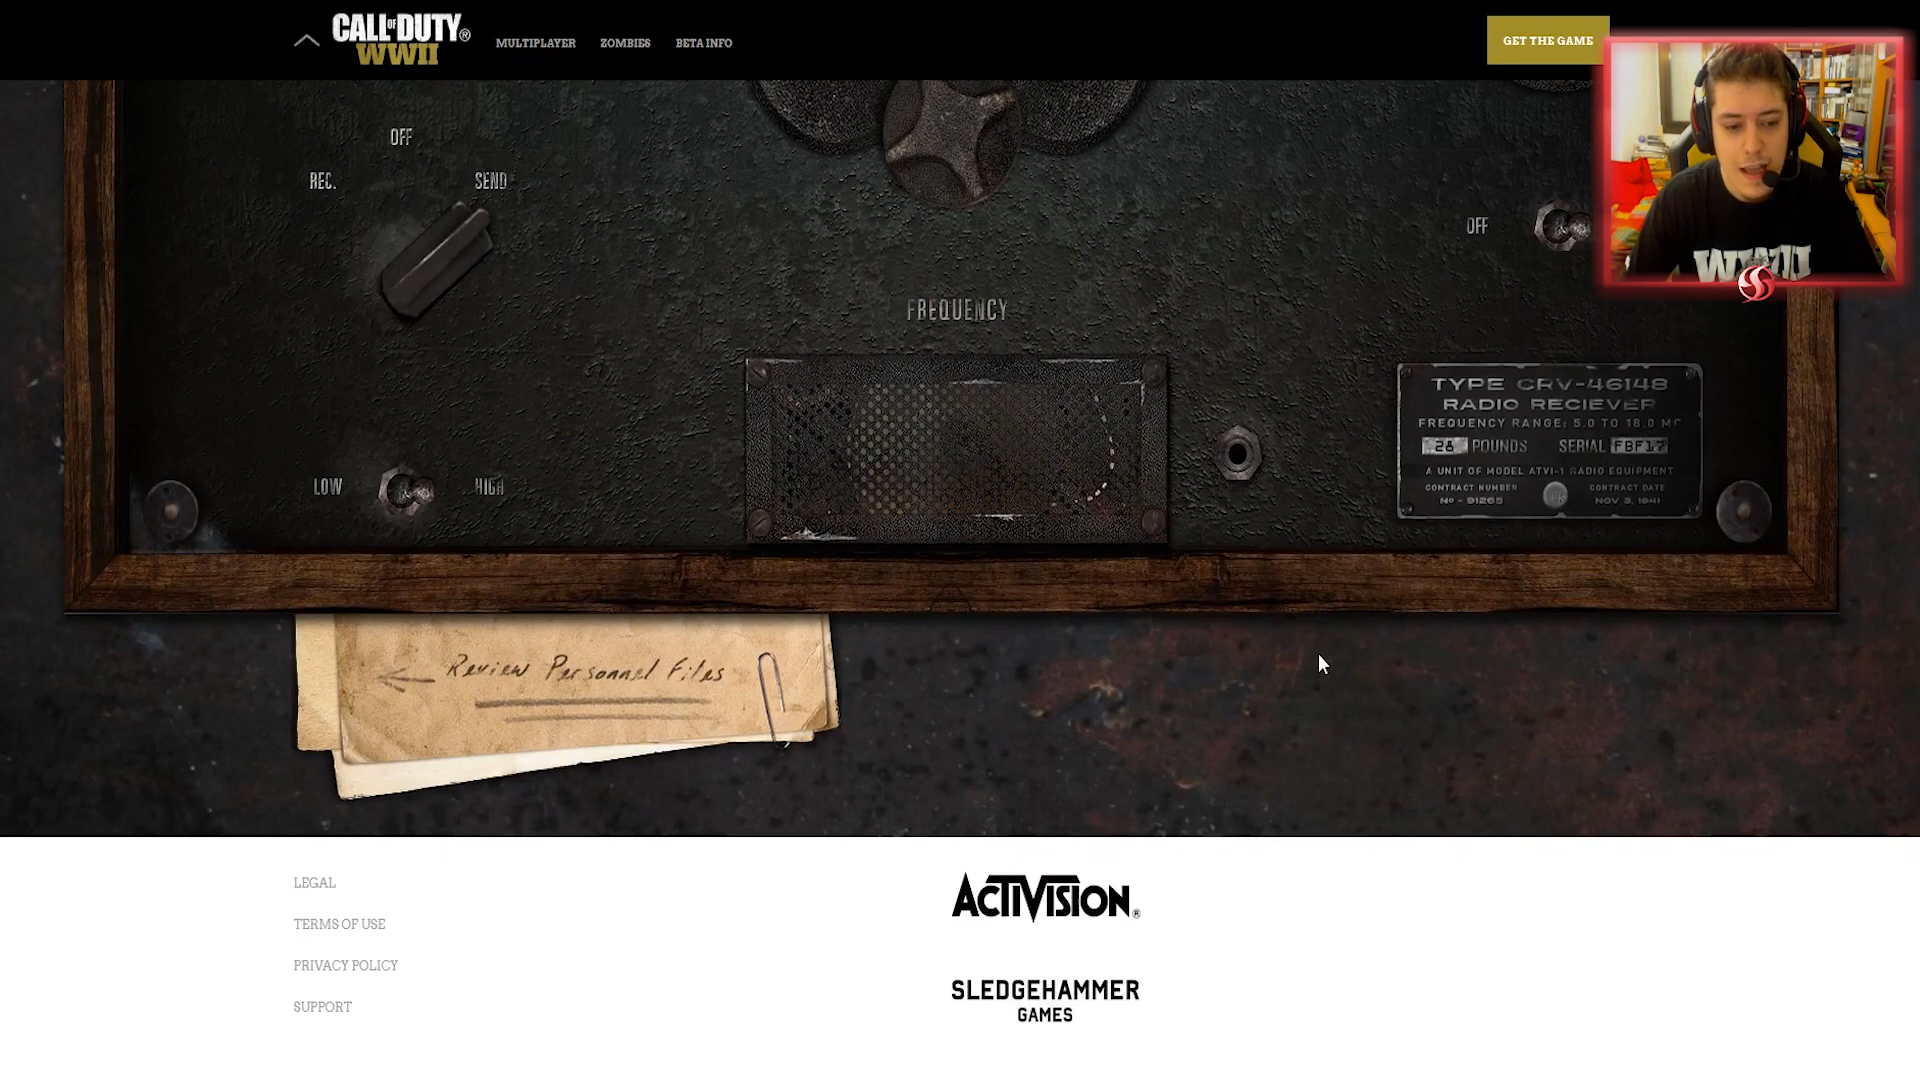 CALL OF DUTY®
WWII
MULTIPLAYER
ZOMBIES
BETA INFO
GET THE GAME
OFF
REC.
SEND
OFF
FREQUENCY
LOW
HIGH
TYPE CRV-46148
RADIO RECIEVER
FREQUENCY RANGE: 5.0 TO 18.0 MC
28 POUNDS SERIAL FBF17
A UNIT OF MODEL ATVI-1 RADIO EQUIPMENT
CONTRACT NUMBER
Nº - 91265
CONTRACT DATE
NOV 3, 1941
WWII
Review Personnel Files
LEGAL
TERMS OF USE
PRIVACY POLICY
SUPPORT
ACTIVISION®
SLEDGEHAMMER
GAMES